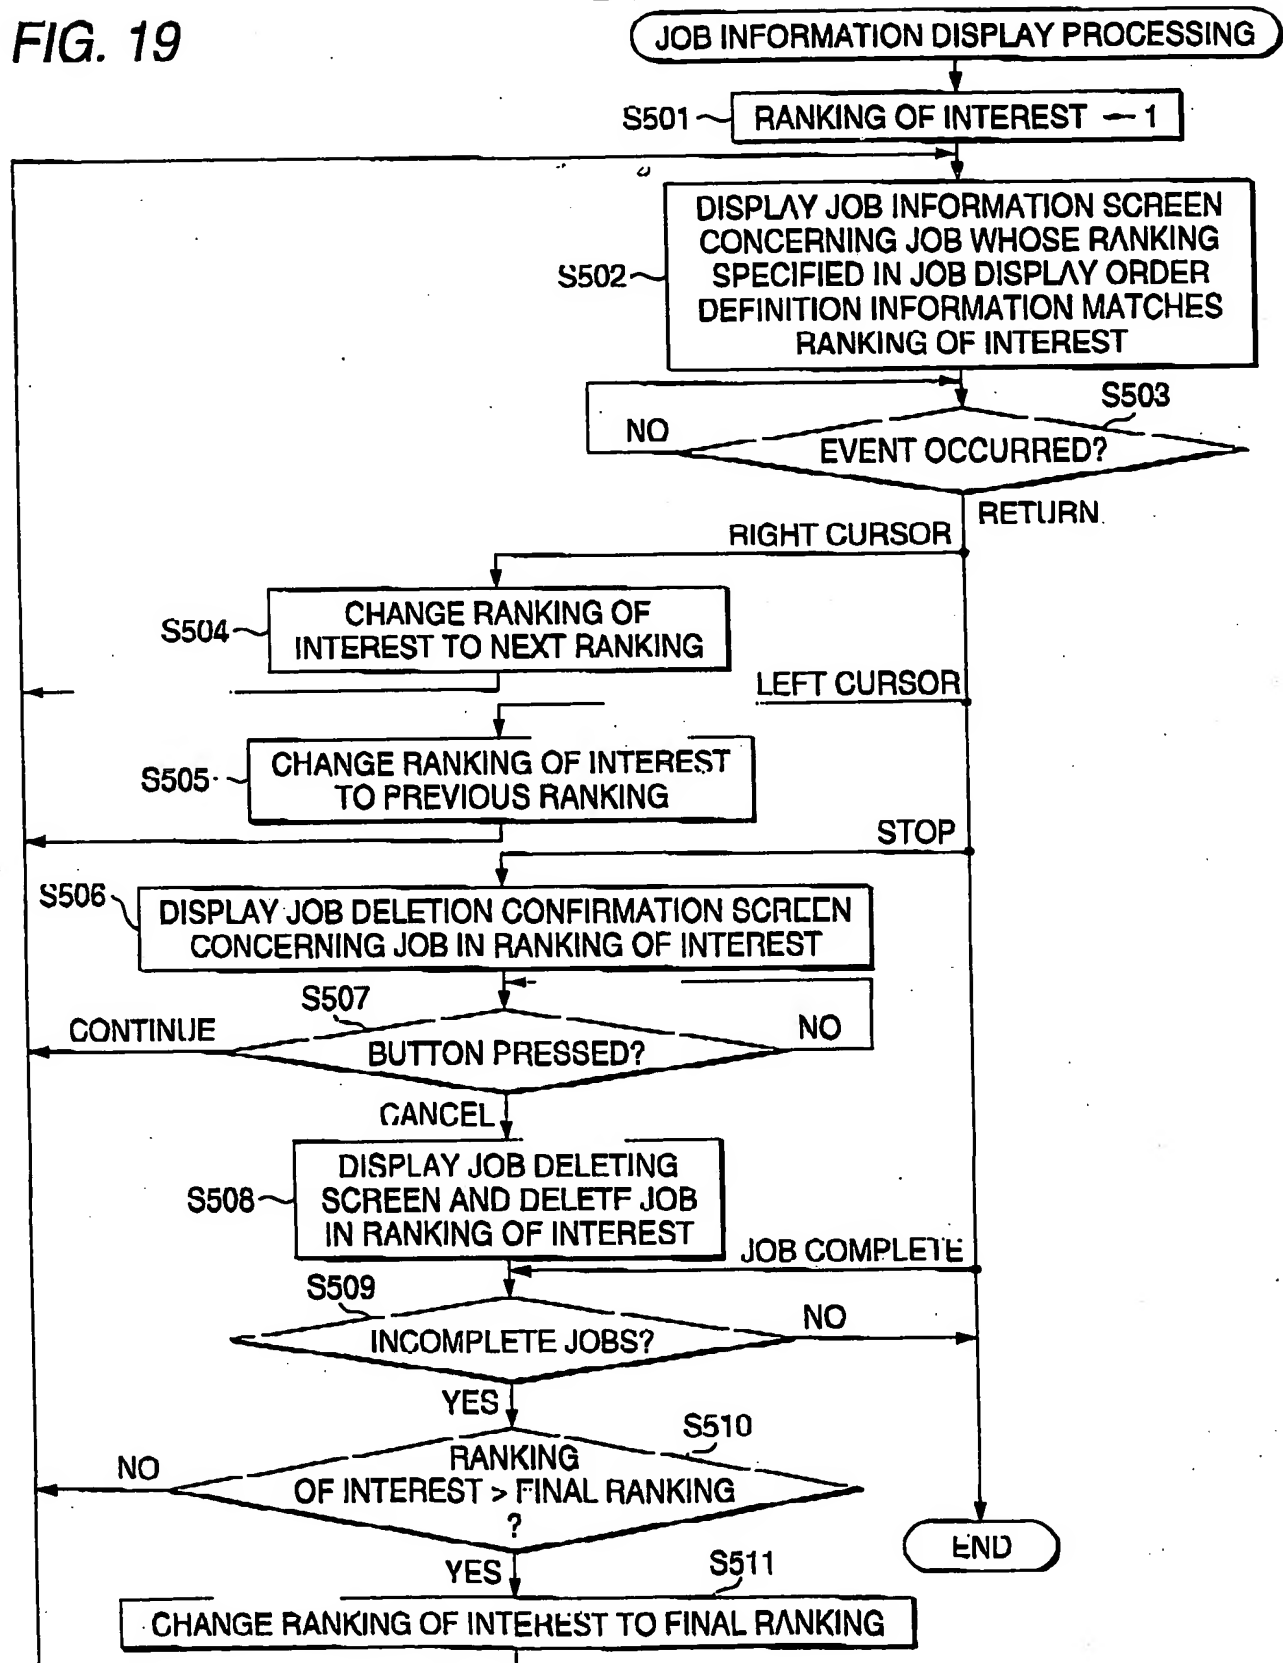 FIG. 19
JOB INFORMATION DISPLAY PROCESSING
S501
RANKING OF INTEREST ← 1
S502
DISPLAY JOB INFORMATION SCREEN
CONCERNING JOB WHOSE RANKING
SPECIFIED IN JOB DISPLAY ORDER
DEFINITION INFORMATION MATCHES
RANKING OF INTEREST
S503
NO
EVENT OCCURRED?
RETURN
RIGHT CURSOR
S504
CHANGE RANKING OF
INTEREST TO NEXT RANKING
LEFT CURSOR
S505
CHANGE RANKING OF INTEREST
TO PREVIOUS RANKING
STOP
S506
DISPLAY JOB DELETION CONFIRMATION SCREEN
CONCERNING JOB IN RANKING OF INTEREST
S507
CONTINUE
NO
BUTTON PRESSED?
CANCEL
S508
DISPLAY JOB DELETING
SCREEN AND DELETE JOB
IN RANKING OF INTEREST
JOB COMPLETE
S509
NO
INCOMPLETE JOBS?
YES
S510
NO
RANKING
OF INTEREST > FINAL RANKING
?
END
YES
S511
CHANGE RANKING OF INTEREST TO FINAL RANKING